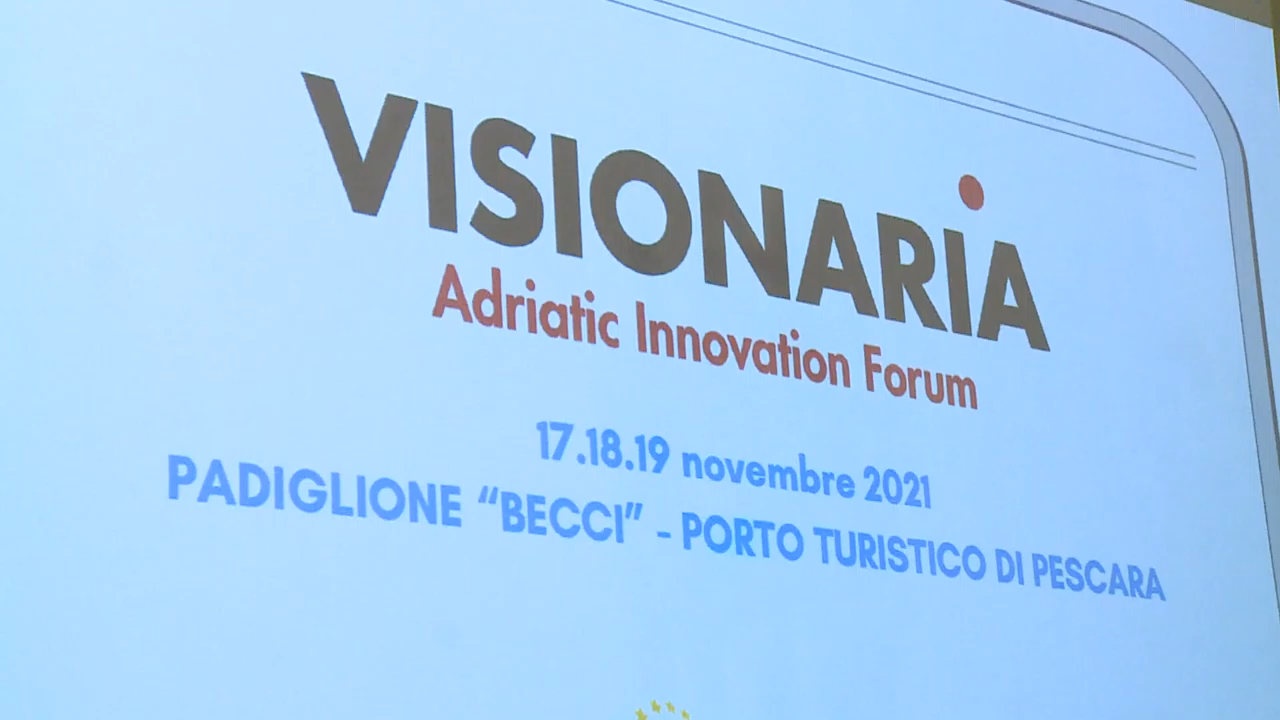 VISIONARIA
Adriatic Innovation Forum
17.18.19 novembre 2021
PADIGLIONE “BECCI” - PORTO TURISTICO DI PESCARA